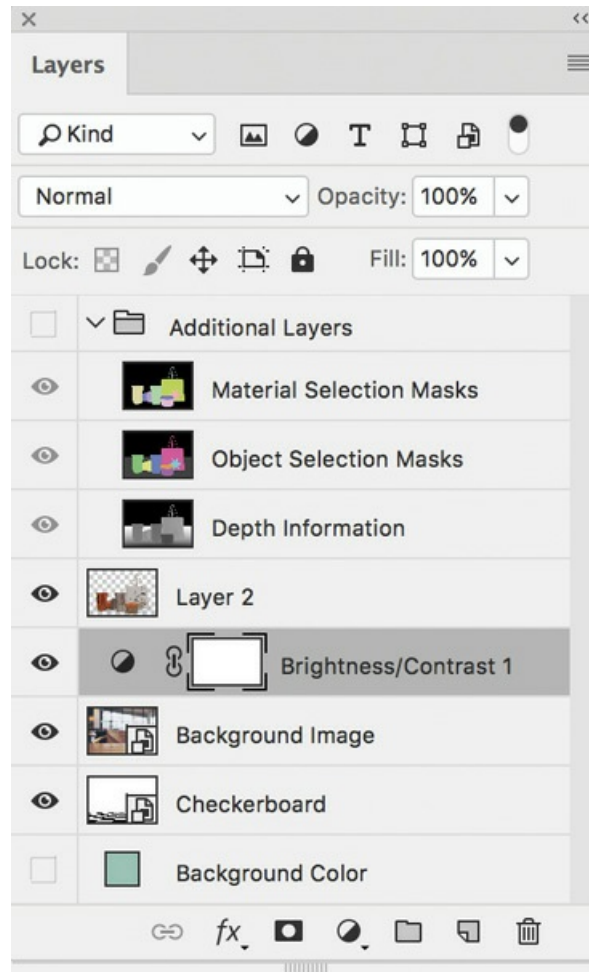 Layers
Kind
Normal Opacity: 100%
Lock: Fill: 100%
Additional Layers
Material Selection Masks
Object Selection Masks
Depth Information
Layer 2
Brightness/Contrast 1
Background Image
Checkerboard
Background Color
fx